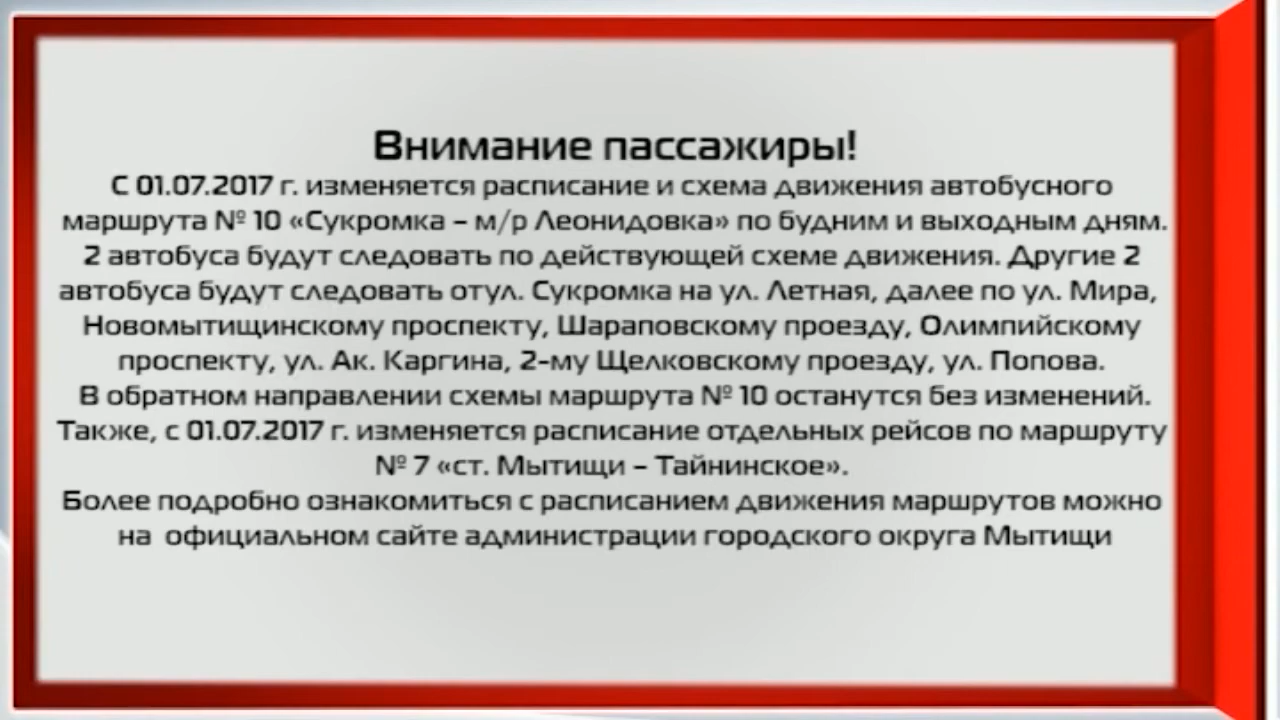 Внимание пассажиры!
С 01.07.2017 г. изменяется расписание и схема движения автобусного
маршрута № 10 «Сукромка – м/р Леонидовка» по будним и выходным дням.
2 автобуса будут следовать по действующей схеме движения. Другие 2
автобуса будут следовать отул. Сукромка на ул. Летная, далее по ул. Мира,
Новомытищинскому проспекту, Шараповскому проезду, Олимпийскому
проспекту, ул. Ак. Каргина, 2-му Щелковскому проезду, ул. Попова.
В обратном направлении схемы маршрута № 10 останутся без изменений.
Также, с 01.07.2017 г. изменяется расписание отдельных рейсов по маршруту
№ 7 «ст. Мытищи – Тайнинское».
Более подробно ознакомиться с расписанием движения маршрутов можно
на официальном сайте администрации городского округа Мытищи